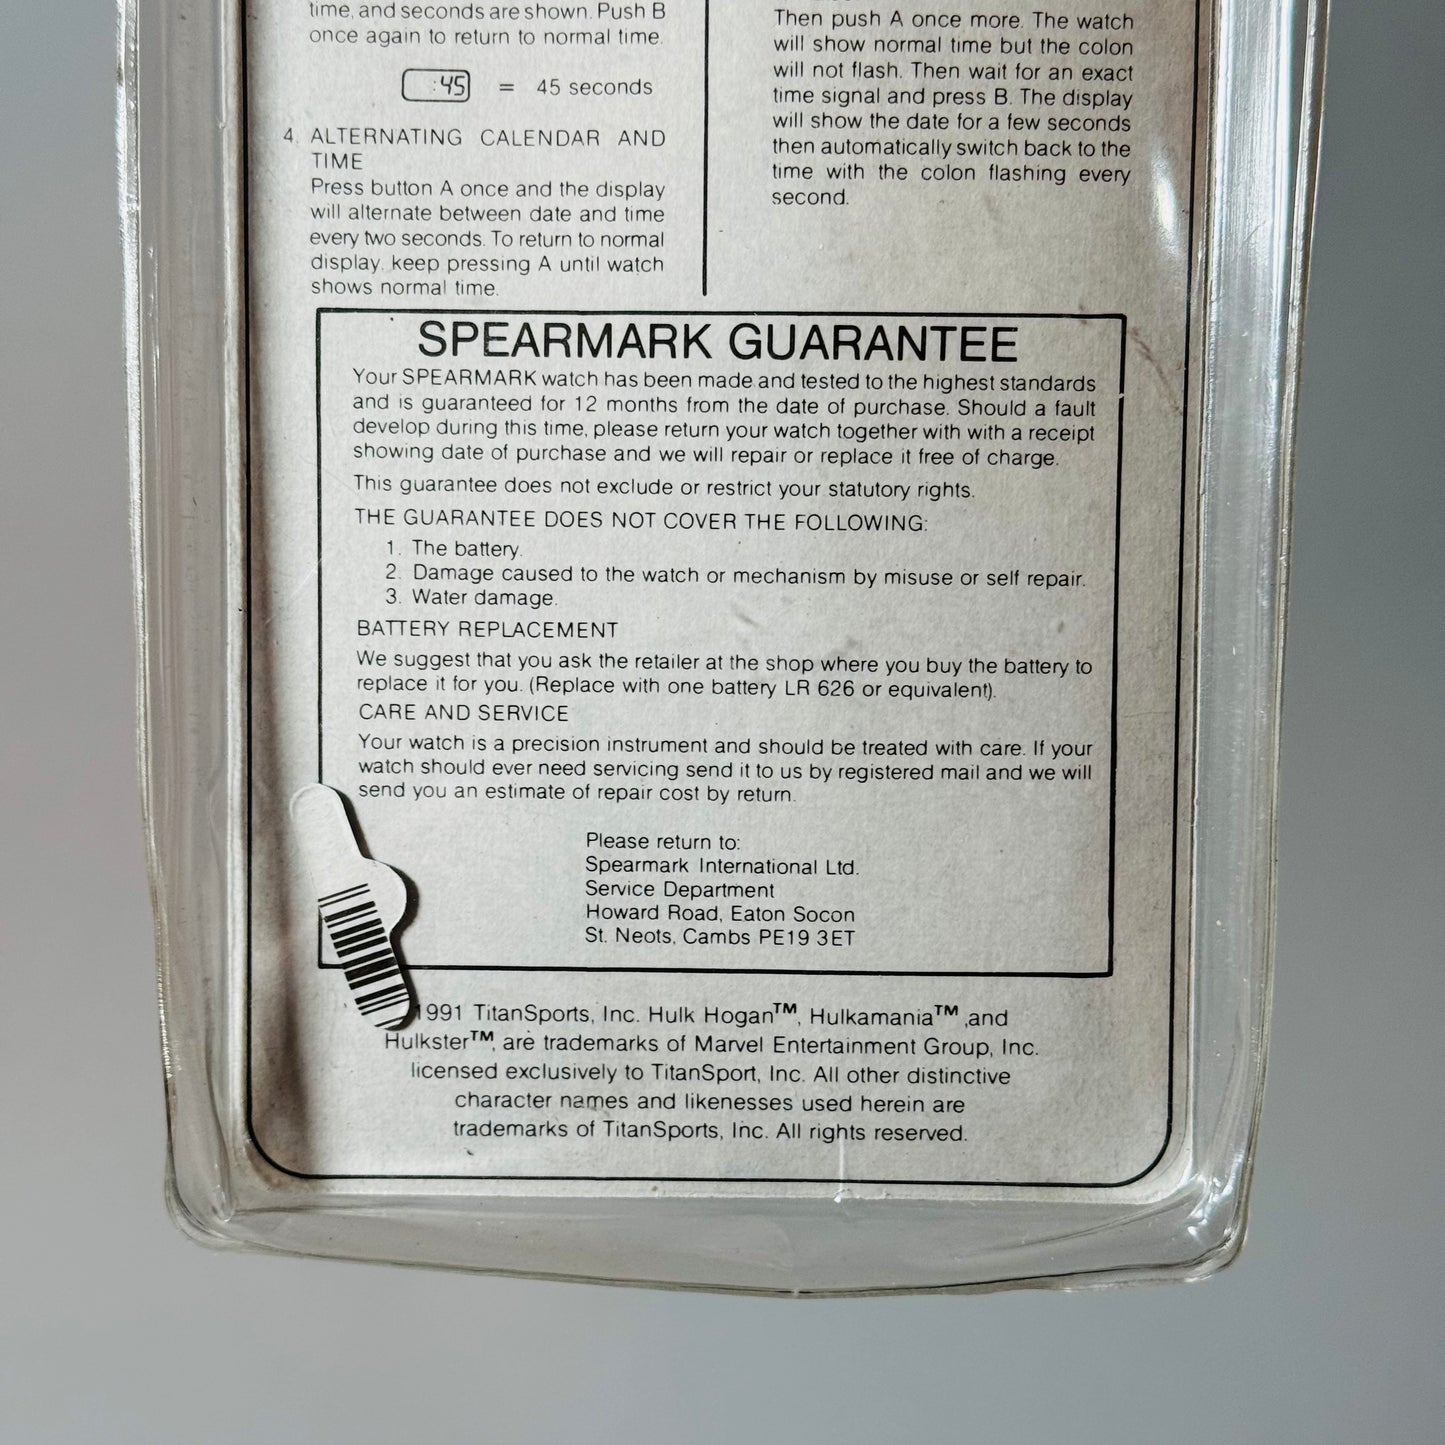 time, and seconds are shown. Push B
once again to return to normal time.
:45 = 45 seconds
4. ALTERNATING CALENDAR AND
TIME
Press button A once and the display
will alternate between date and time
every two seconds. To return to normal
display, keep pressing A until watch
shows normal time.
Then push A once more. The watch
will show normal time but the colon
will not flash. Then wait for an exact
time signal and press B. The display
will show the date for a few seconds
then automatically switch back to the
time with the colon flashing every
second.
SPEARMARK GUARANTEE
Your SPEARMARK watch has been made and tested to the highest standards
and is guaranteed for 12 months from the date of purchase. Should a fault
develop during this time, please return your watch together with with a receipt
showing date of purchase and we will repair or replace it free of charge.
This guarantee does not exclude or restrict your statutory rights.
THE GUARANTEE DOES NOT COVER THE FOLLOWING:
1. The battery.
2. Damage caused to the watch or mechanism by misuse or self repair.
3. Water damage.
BATTERY REPLACEMENT
We suggest that you ask the retailer at the shop where you buy the battery to
replace it for you. (Replace with one battery LR 626 or equivalent).
CARE AND SERVICE
Your watch is a precision instrument and should be treated with care. If your
watch should ever need servicing send it to us by registered mail and we will
send you an estimate of repair cost by return.
Please return to:
Spearmark International Ltd.
Service Department
Howard Road, Eaton Socon
St. Neots, Cambs PE19 3ET
1991 TitanSports, Inc. Hulk Hogan™, Hulkamania™ ,and
Hulkster™, are trademarks of Marvel Entertainment Group, Inc.
licensed exclusively to TitanSport, Inc. All other distinctive
character names and likenesses used herein are
trademarks of TitanSports, Inc. All rights reserved.